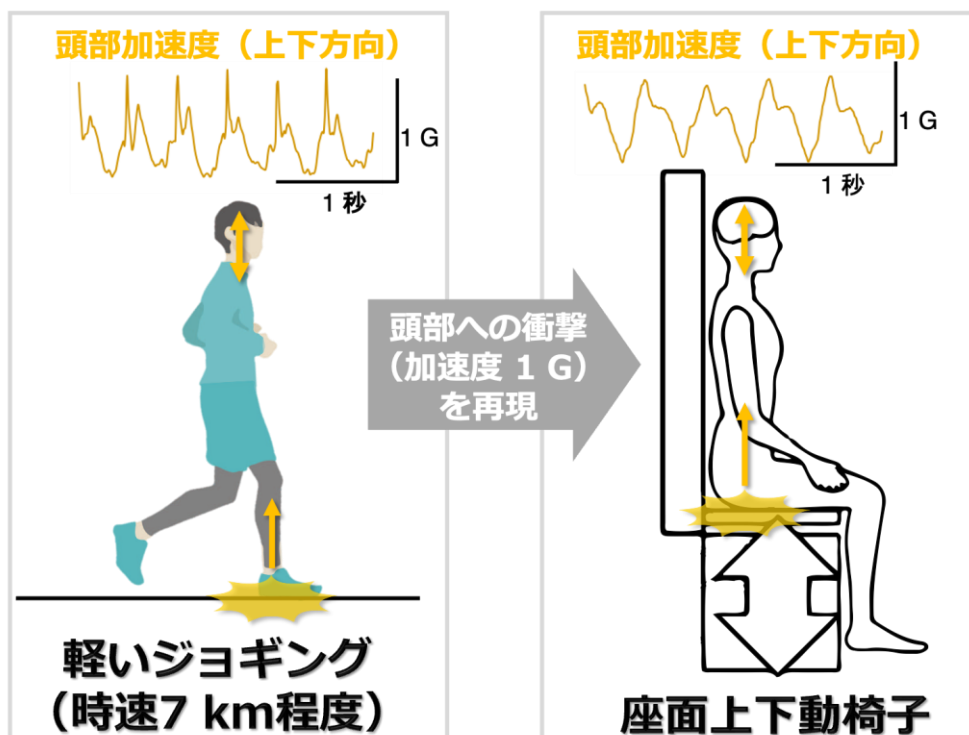 頭部加速度（上下方向）
1 G
1 秒
軽いジョギング
（時速7 km程度）
頭部への衝撃
（加速度 1 G）
を再現
頭部加速度（上下方向）
1 G
1 秒
座面上下動椅子